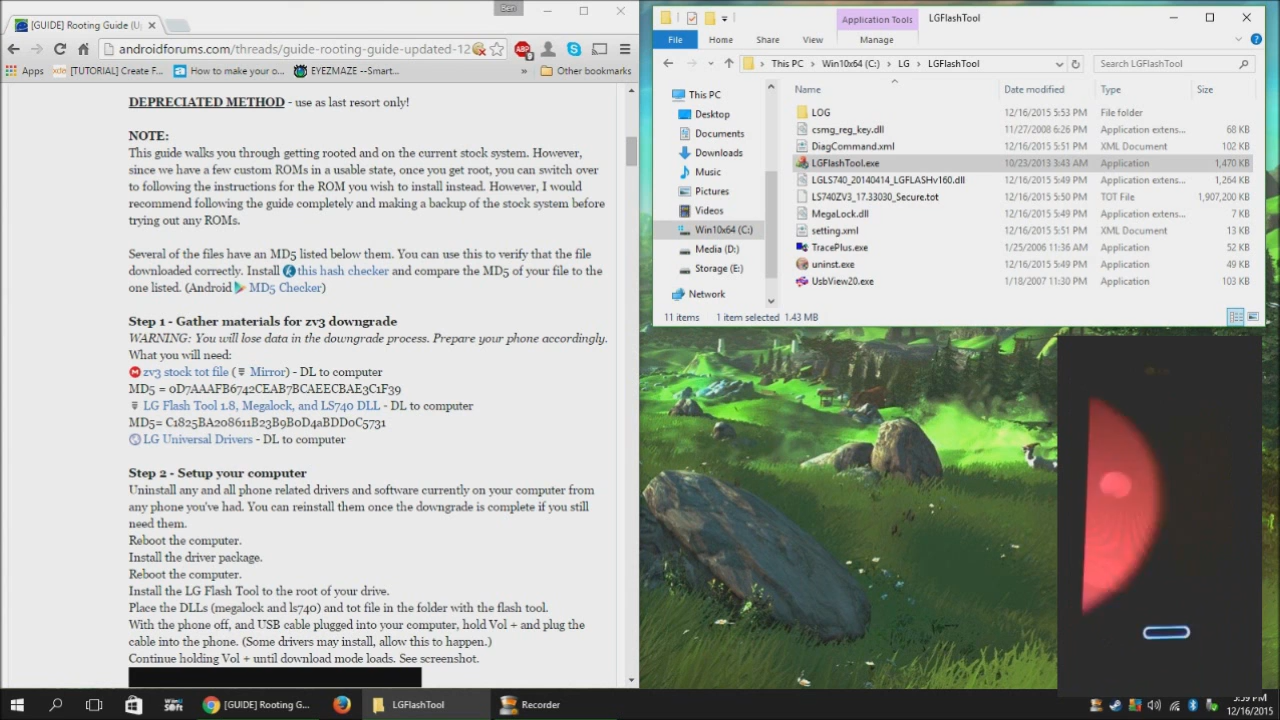 [GUIDE] Rooting Guide (U
Ben
androidforums.com/threads/guide-rooting-guide-updated-12
Apps
[TUTORIAL] Create F...
How to make your o...
EYEZMAZE --Smart...
»
Other bookmarks
DEPRECIATED METHOD - use as last resort only!
NOTE:
This guide walks you through getting rooted and on the current stock system. However,
since we have a few custom ROMs in a usable state, once you get root, you can switch over
to following the instructions for the ROM you wish to install instead. However, I would
recommend following the guide completely and making a backup of the stock system before
trying out any ROMs.
Several of the files have an MD5 listed below them. You can use this to verify that the file
downloaded correctly. Install this hash checker and compare the MD5 of your file to the
one listed. (Android MD5 Checker)
Step 1 - Gather materials for zv3 downgrade
WARNING: You will lose data in the downgrade process. Prepare your phone accordingly.
What you will need:
zv3 stock tot file ( Mirror) - DL to computer
MD5 = 0D7AAAFB6742CEAB7BCAEECBAE3C1F39
LG Flash Tool 1.8, Megalock, and LS740 DLL - DL to computer
MD5= C1825BA208611B23B9B0D4aBDD0C5731
LG Universal Drivers - DL to computer
Step 2 - Setup your computer
Uninstall any and all phone related drivers and software currently on your computer from
any phone you've had. You can reinstall them once the downgrade is complete if you still
need them.
Reboot the computer.
Install the driver package.
Reboot the computer.
Install the LG Flash Tool to the root of your drive.
Place the DLLs (megalock and ls740) and tot file in the folder with the flash tool.
With the phone off, and USB cable plugged into your computer, hold Vol + and plug the
cable into the phone. (Some drivers may install, allow this to happen.)
Continue holding Vol + until download mode loads. See screenshot.
Application Tools
LGFlashTool
File
Home
Share
View
Manage
This PC
Win10x64 (C:)
LG
LGFlashTool
Search LGFlashTool
This PC
Desktop
Documents
Downloads
Music
Pictures
Videos
Win10x64 (C:)
Media (D:)
Storage (E:)
Network
Name Date modified Type Size
LOG 12/16/2015 5:53 PM File folder
csmg_reg_key.dll 11/27/2008 6:26 PM Application extens... 68 KB
DiagCommand.xml 12/16/2015 5:49 PM XML Document 102 KB
LGFlashTool.exe 10/23/2013 3:43 AM Application 1,470 KB
LGLS740_20140414_LGFLASHv160.dll 12/16/2015 5:49 PM Application extens... 1,264 KB
LS740ZV3_17.33030_Secure.tot 12/16/2015 5:50 PM TOT File 1,907,200 KB
MegaLock.dll 12/16/2015 5:49 PM Application extens... 7 KB
setting.xml 12/16/2015 5:49 PM XML Document 13 KB
TracePlus.exe 1/25/2006 11:36 AM Application 52 KB
uninst.exe 12/16/2015 5:49 PM Application 49 KB
UsbView20.exe 1/18/2007 11:30 PM Application 103 KB
11 items 1 item selected 1.43 MB
[GUIDE] Rooting G...
LGFlashTool
Recorder
5:59 PM
12/16/2015